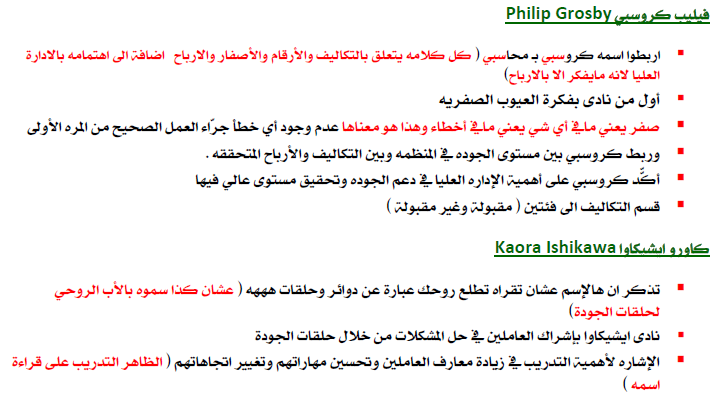 فيليب كروسبي Philip Grosby
اربطوا اسمه كروسبي بـ محاسبي ( كل كلامه يتعلق بالتكاليف والأرقام والأصفار والارباح اضافة الى اهتمامه بالادارة
العليا لانه مايفكر الا بالارباح)
أول من نادى بفكرة العيوب الصفريه
صفر يعني مافي أي شي يعني مافي أخطاء وهذا هو معناها عدم وجود أي خطأ جرّاء العمل الصحيح من المره الأولى
وربط كروسبي بين مستوى الجوده في المنظمه وبين التكاليف والأرباح المتحققه .
أكّد كروسبي على أهمية الإداره العليا في دعم الجوده وتحقيق مستوى عالي فيها
قسم التكاليف الى فئتين ( مقبولة وغير مقبولة )
كاورو ايشيكاوا Kaora Ishikawa
تذكر ان هالإسم عشان تقراه تطلع روحك عبارة عن دوائر وحلقات هههه ( عشان كذا سموه بالأب الروحي
لحلقات الجودة)
نادى ايشيكاوا بإشراك العاملين في حل المشكلات من خلال حلقات الجودة
الإشاره لأهمية التدريب في زيادة معارف العاملين وتحسين مهاراتهم وتغيير اتجاهاتهم ( الظاهر التدريب على قراءة
اسمه )